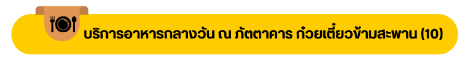 บริการอาหารกลางวัน ณ ภัตตาคาร ก๋วยเตี๋ยวข้ามสะพาน (10)